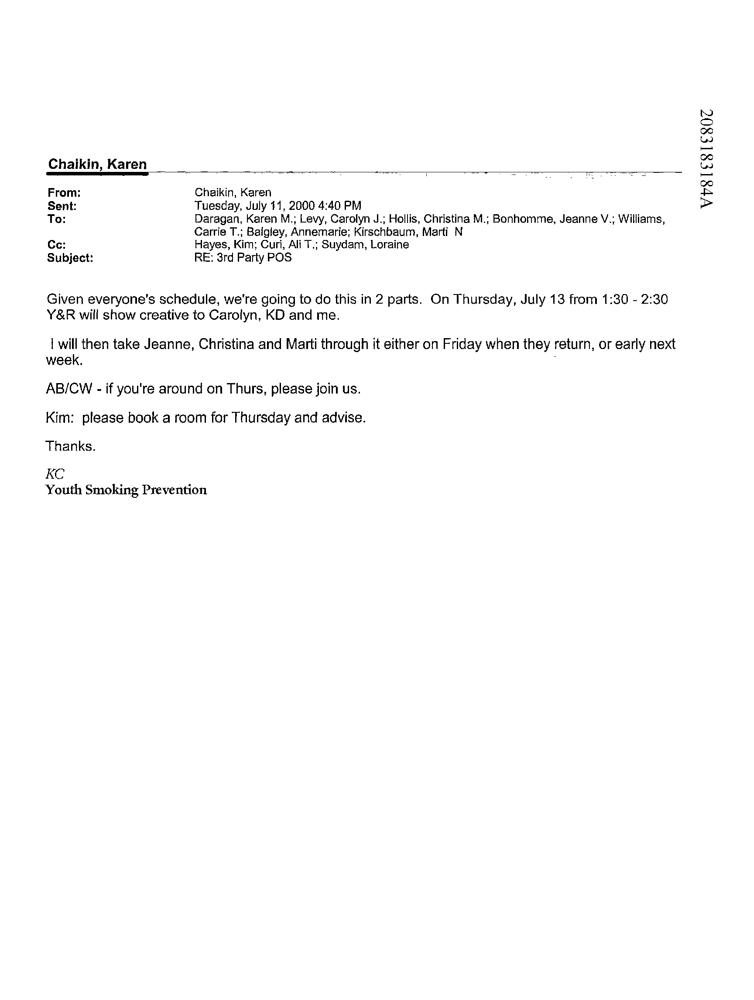 2083183184A
Chaikin, Karen
From: Chaikin, Karen
Sent: Tuesday, July 11, 2000 4:40 PM
To: Daragan, Karen M.; Levy, Carolyn J.; Hollis, Christina M.; Bonhomme, Jeanne V.; Williams,
Carrie T.; Balgley, Annemarie; Kirschbaum, Marti N
Cc: Hayes, Kim; Curi, Ali T.; Suydam, Loraine
Subject: RE: 3rd Party POS
Given everyone's schedule, we're going to do this in 2 parts. On Thursday, July 13 from 1:30 - 2:30
Y&R will show creative to Carolyn, KD and me.
I will then take Jeanne, Christina and Marti through it either on Friday when they return, or early next
week.
AB/CW - if you're around on Thurs, please join us.
Kim: please book a room for Thursday and advise.
Thanks.
KC
Youth Smoking Prevention